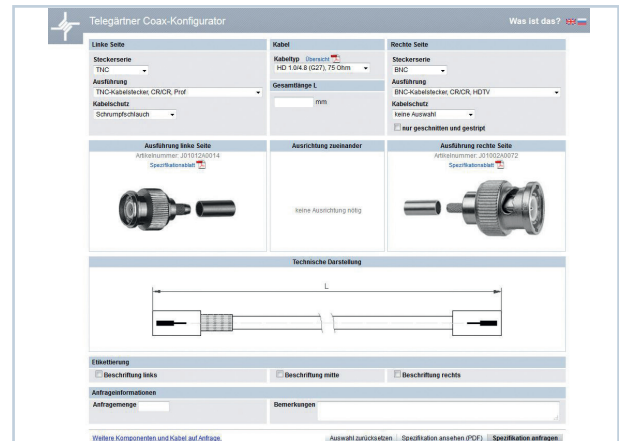 Telegärtner Coax-Konfigurator
Was ist das?
Linke Seite
Steckerserie
TNC
Ausführung
TNC-Kabelstecker, CR/CR, Prof
Kabelschutz
Schrumpfschlauch
Kabel
Kabeltyp Übersicht
HD 1.0/4.8 (G27), 75 Ohm
Gesamtlänge L
mm
Rechte Seite
Steckerserie
BNC
Ausführung
BNC-Kabelstecker, CR/CR, HDTV
Kabelschutz
keine Auswahl
nur geschnitten und gestript
Ausführung linke Seite
Artikelnummer: J01012A0014
Spezifikationsblatt
Ausrichtung zueinander
keine Ausrichtung nötig
Ausführung rechte Seite
Artikelnummer: J01002A0072
Spezifikationsblatt
Technische Darstellung
L
Etikettierung
Beschriftung links
Beschriftung mitte
Beschriftung rechts
Anfrageinformationen
Anfragemenge
Bemerkungen
Weitere Komponenten und Kabel auf Anfrage.
Auswahl zurücksetzen
Spezifikation ansehen (PDF)
Spezifikation anfragen